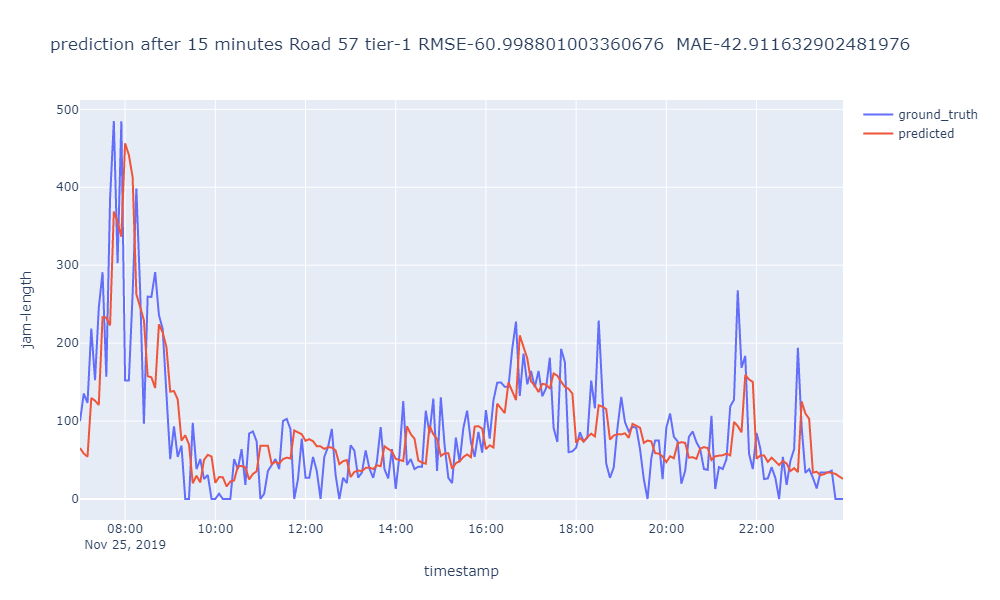 prediction after 15 minutes Road 57 tier-1 RMSE-60.998801003360676  MAE-42.911632902481976
ground_truth
predicted
500
400
300
200
100
0
jam-length
08:00 10:00 12:00 14:00 16:00 18:00 20:00 22:00
Nov 25, 2019
timestamp